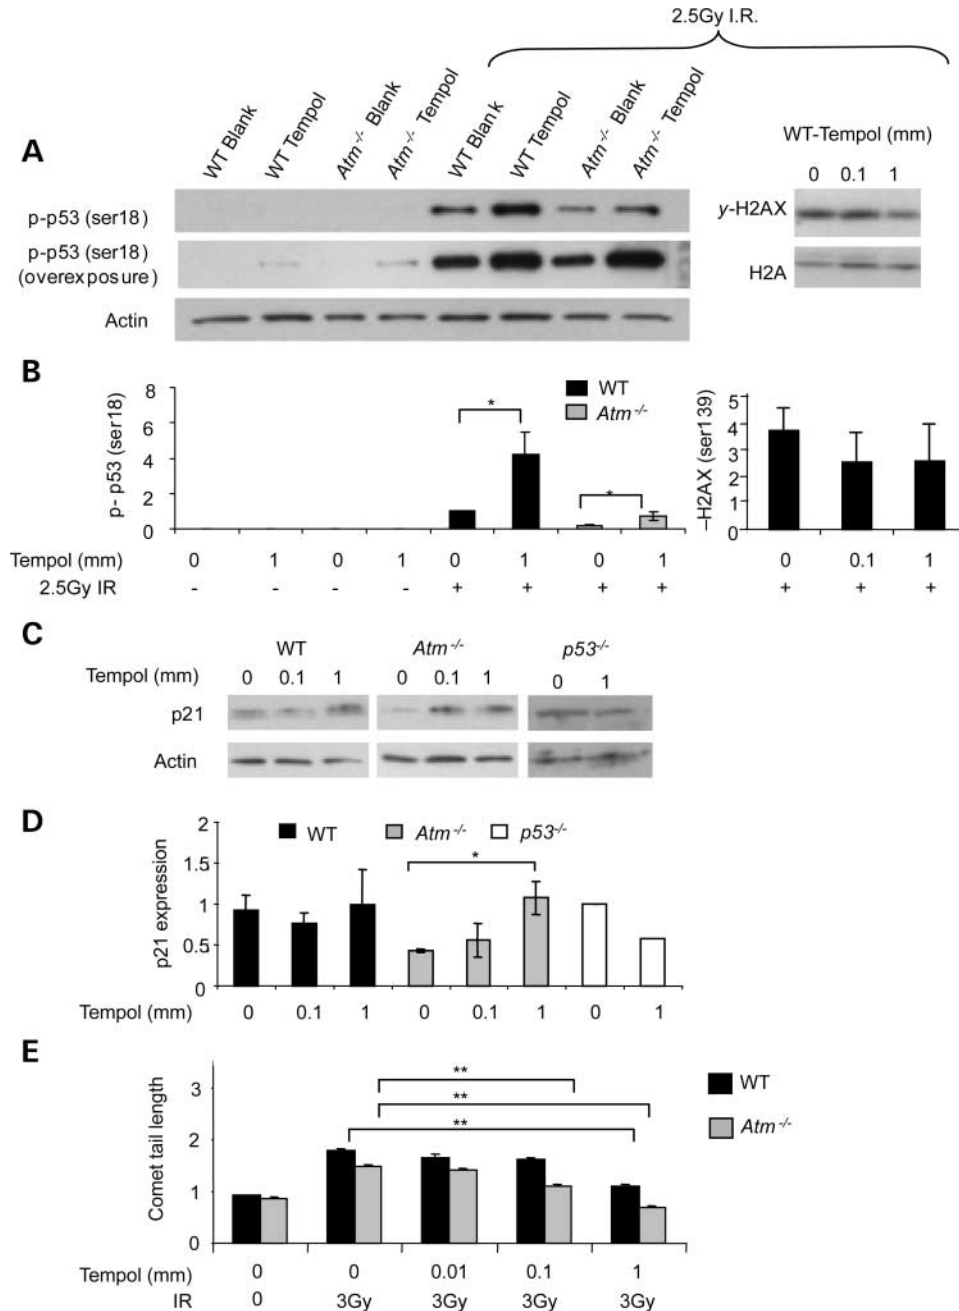 2.5Gy I.R.
WT Blank
WT Tempol
Atm-/- Blank
Atm-/- Tempol
WT Blank
WT Tempol
Atm-/- Blank
Atm-/- Tempol
A
WT-Tempol (mm)
0 0.1 1
p-p53 (ser18)
y-H2AX
p-p53 (ser18)
(overexposure)
H2A
Actin
B
p- p53 (ser18)
8
6
4
2
0
* *
WT
Atm-/-
Tempol (mm) 0 1 0 1 0 1 0 1
2.5Gy IR - - - - + + + +
–H2AX (ser139)
5
4
3
2
1
0
0 0.1 1
+ + +
C
WT Atm-/- p53-/-
Tempol (mm) 0 0.1 1 0 0.1 1 0 1
p21
Actin
D
p21 expression
2
1.5
1
0.5
0
WT Atm-/- p53-/-
*
Tempol (mm) 0 0.1 1 0 0.1 1 0 1
E
Comet tail length
3
2
1
0
**
**
**
WT
Atm-/-
Tempol (mm) 0 0 0.01 0.1 1
IR 0 3Gy 3Gy 3Gy 3Gy